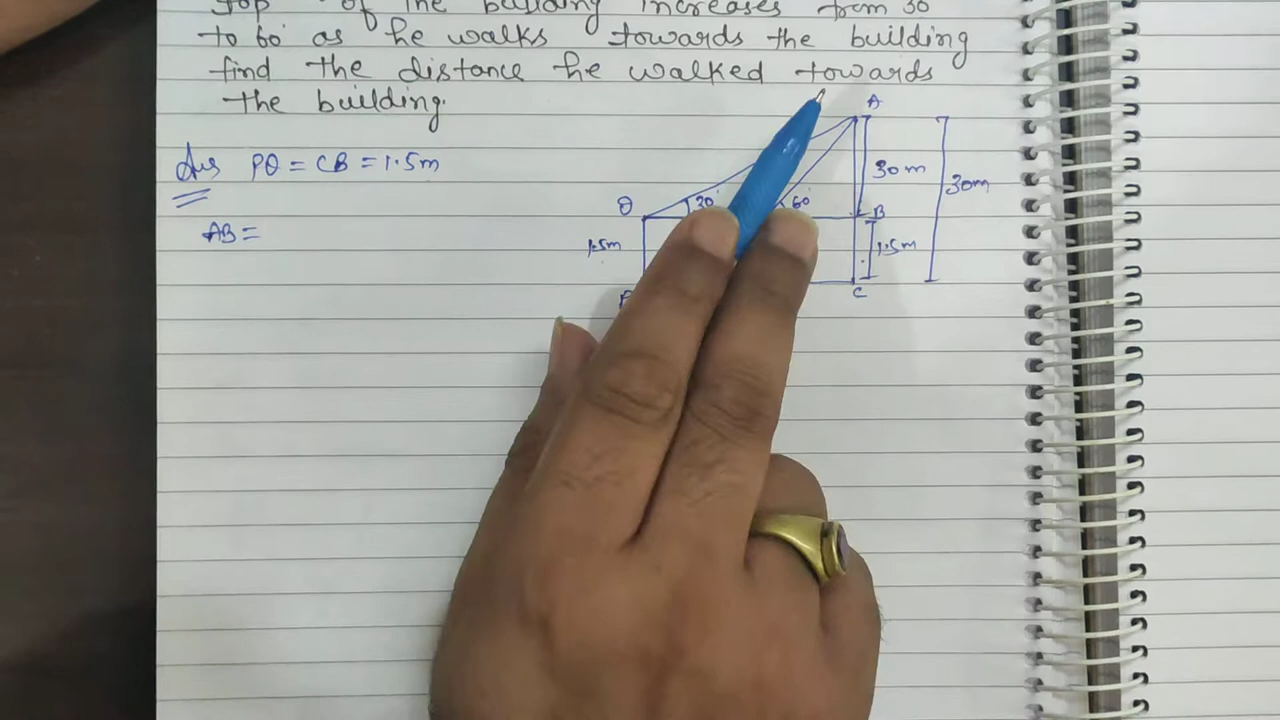 top of the building increases from 30
to 60 as he walks towards the building
find the distance he walked towards
the building.
A
Ans PQ = CB = 1.5m
30m
30m
Q
30
60
B
AB =
1.5m
1.5m
P
C